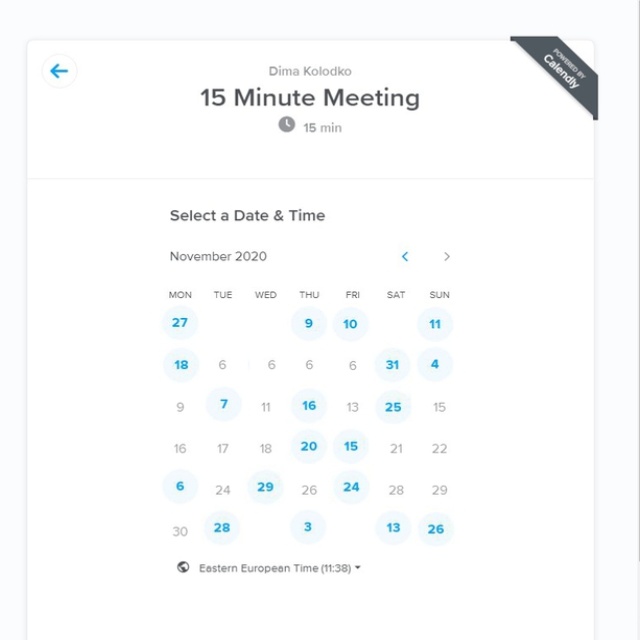 POWERED BY
Calendly
Dima Kolodko
15 Minute Meeting
15 min
Select a Date & Time
November 2020
MON TUE WED THU FRI SAT SUN
27 9 10 11
18 6 6 6 6 31 4
9 7 11 16 13 25 15
16 17 18 20 15 21 22
6 24 29 26 24 28 29
30 28 3 13 26
Eastern European Time (11:38)